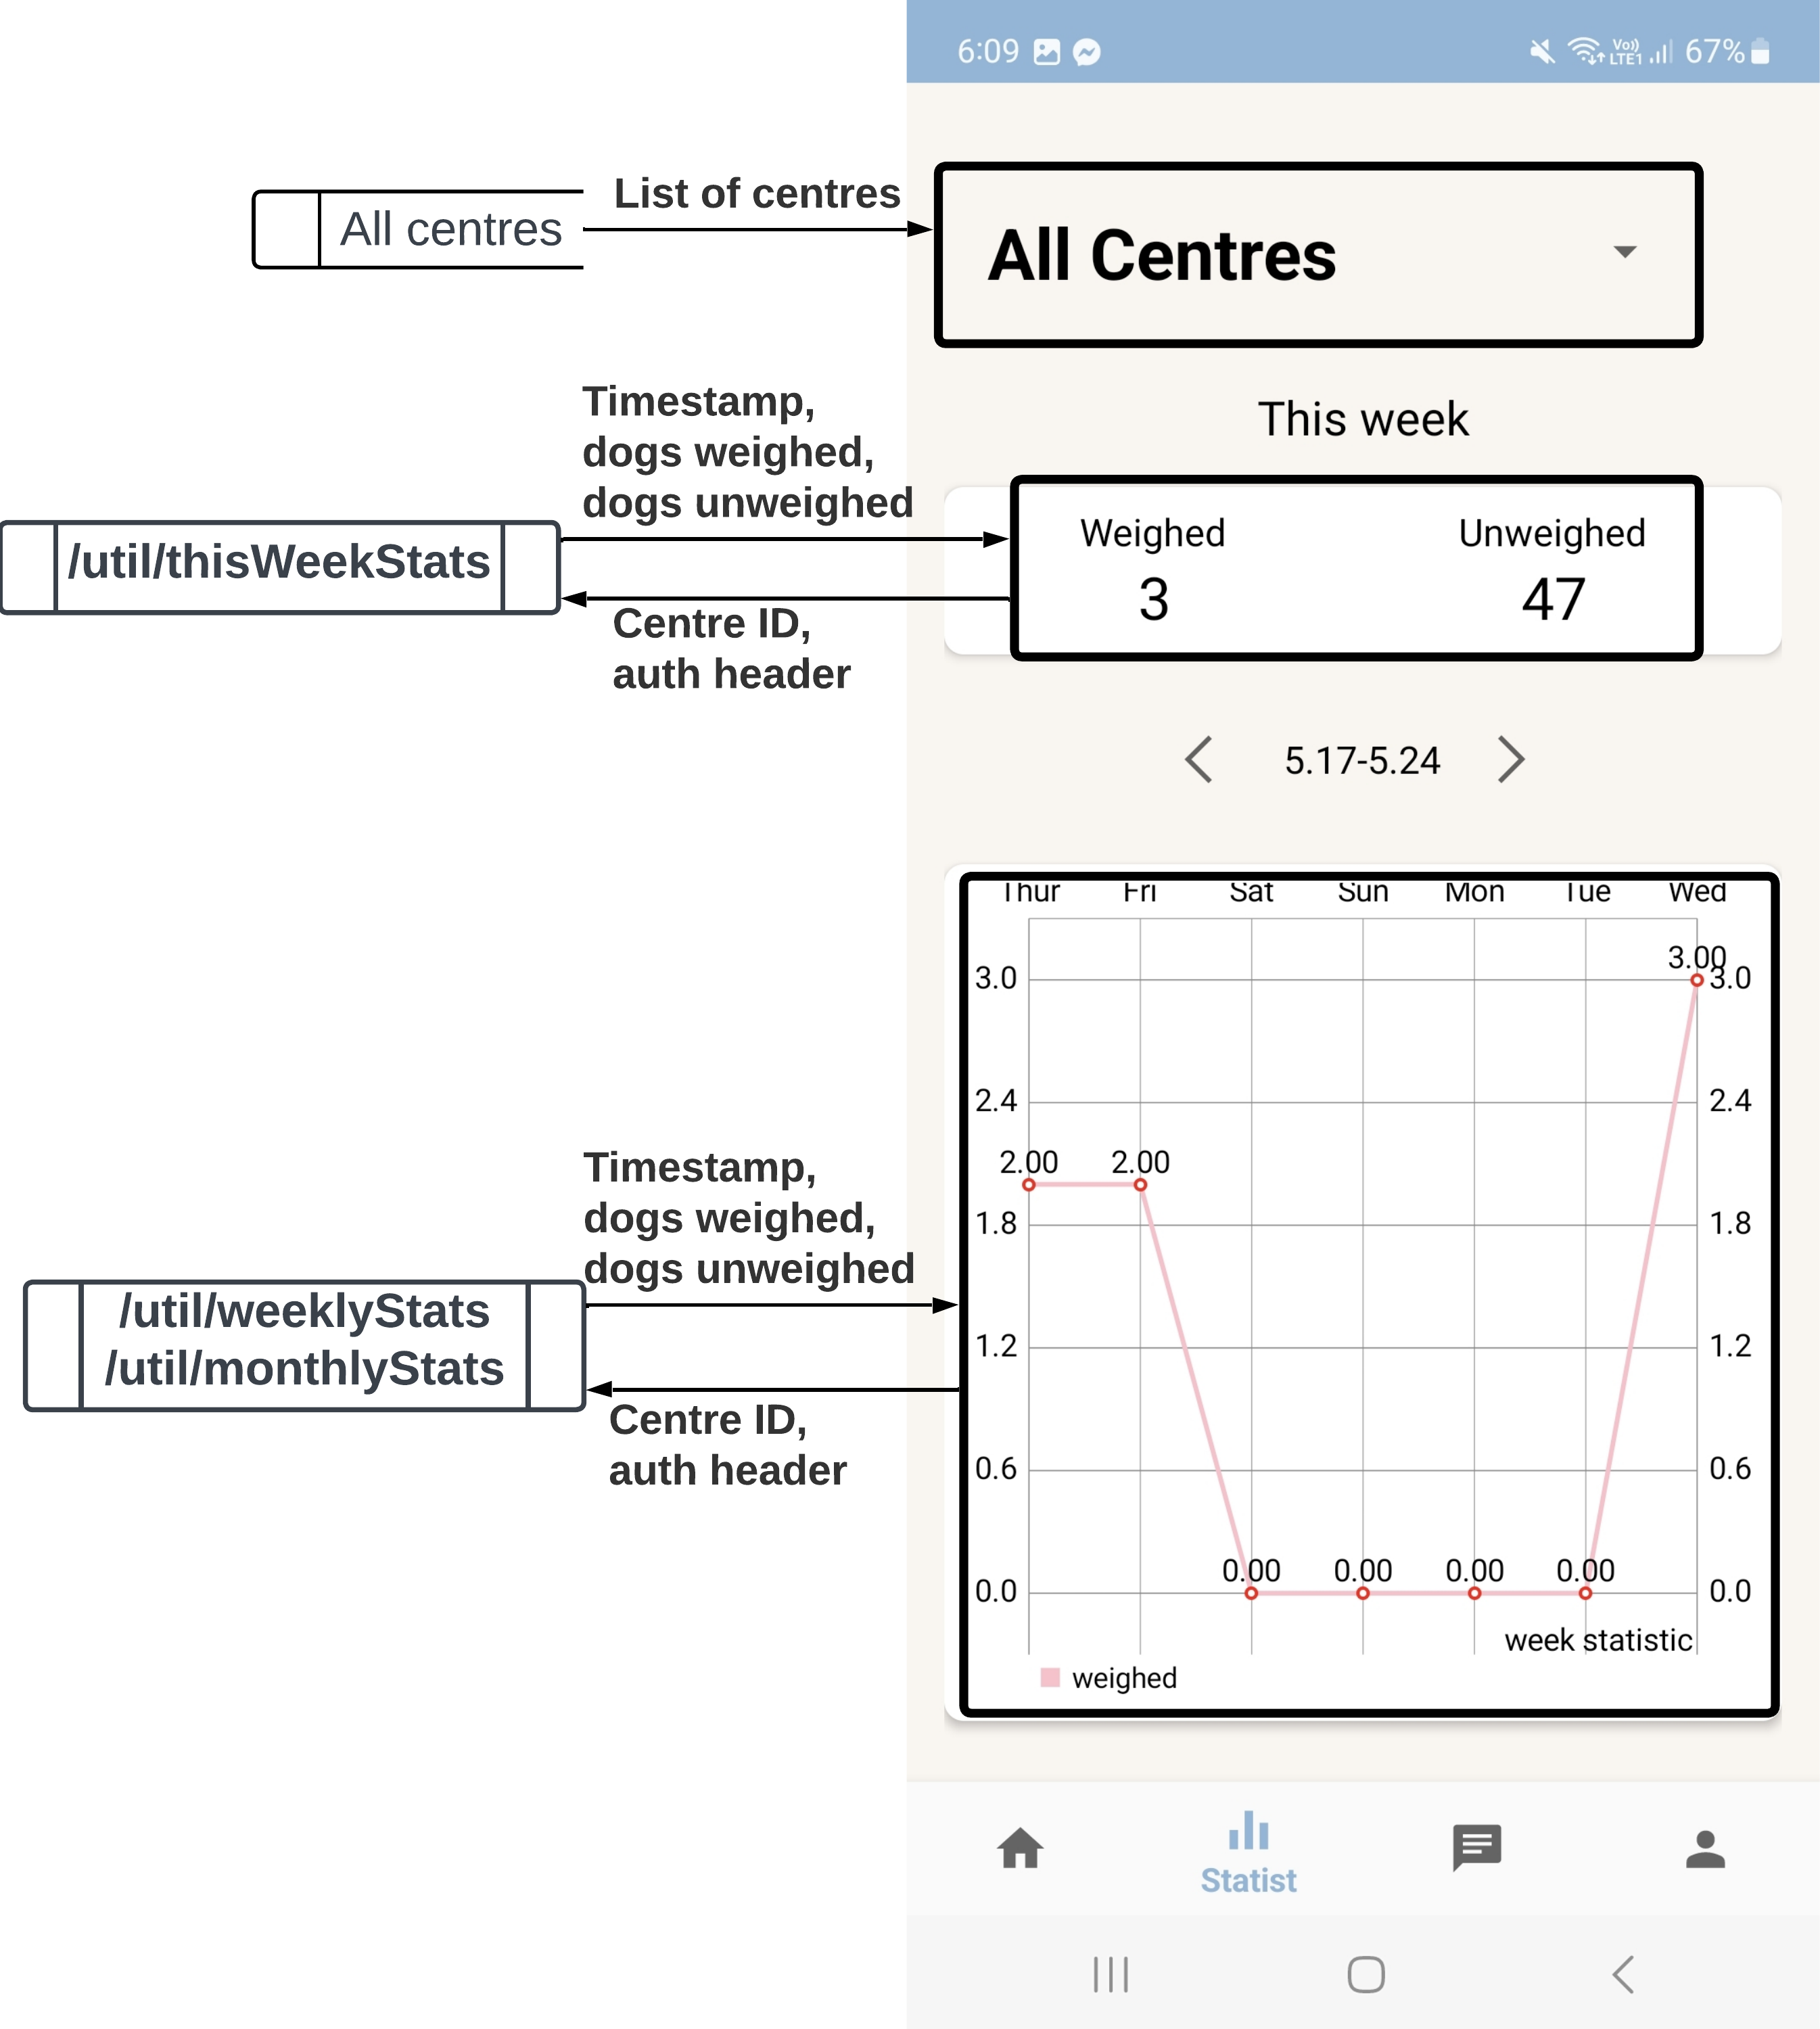 6:09
Vo))
LTE1
67%
List of centres
All centres
All Centres
Timestamp,
dogs weighed,
dogs unweighed
This week
/util/thisWeekStats
Weighed
Unweighed
3
47
Centre ID,
auth header
5.17-5.24
Thur Fri Sat Sun Mon Tue Wed
3.00
3.0
3.0
2.4
2.4
2.00
2.00
1.8
1.8
1.2
1.2
0.6
0.6
0.00
0.00
0.00
0.00
0.0
0.0
week statistic
weighed
Timestamp,
dogs weighed,
dogs unweighed
/util/weeklyStats
/util/monthlyStats
Centre ID,
auth header
Statist